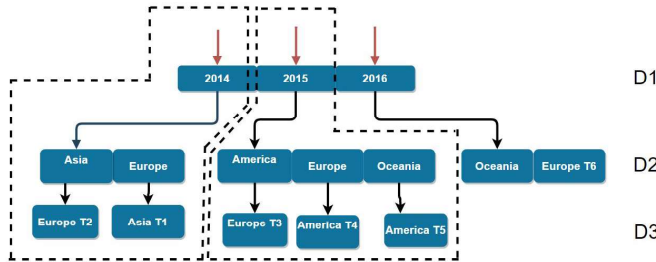 2014 2015 2016 D1
Asia Europe America Europe Oceania Oceania Europe T6 D2
Europe T2 Asia T1 Europe T3 America T4 America T5 D3